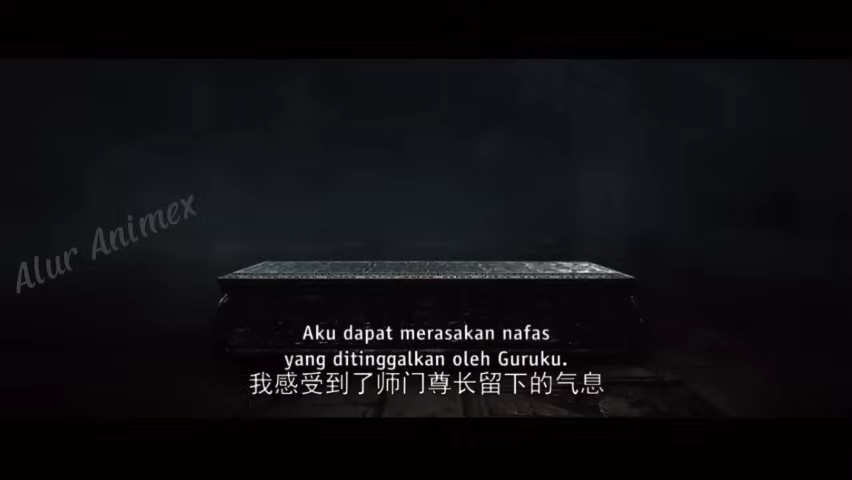 Alur Animex
Aku dapat merasakan nafas
yang ditinggalkan oleh Guruku.
我感受到了师门尊长留下的气息